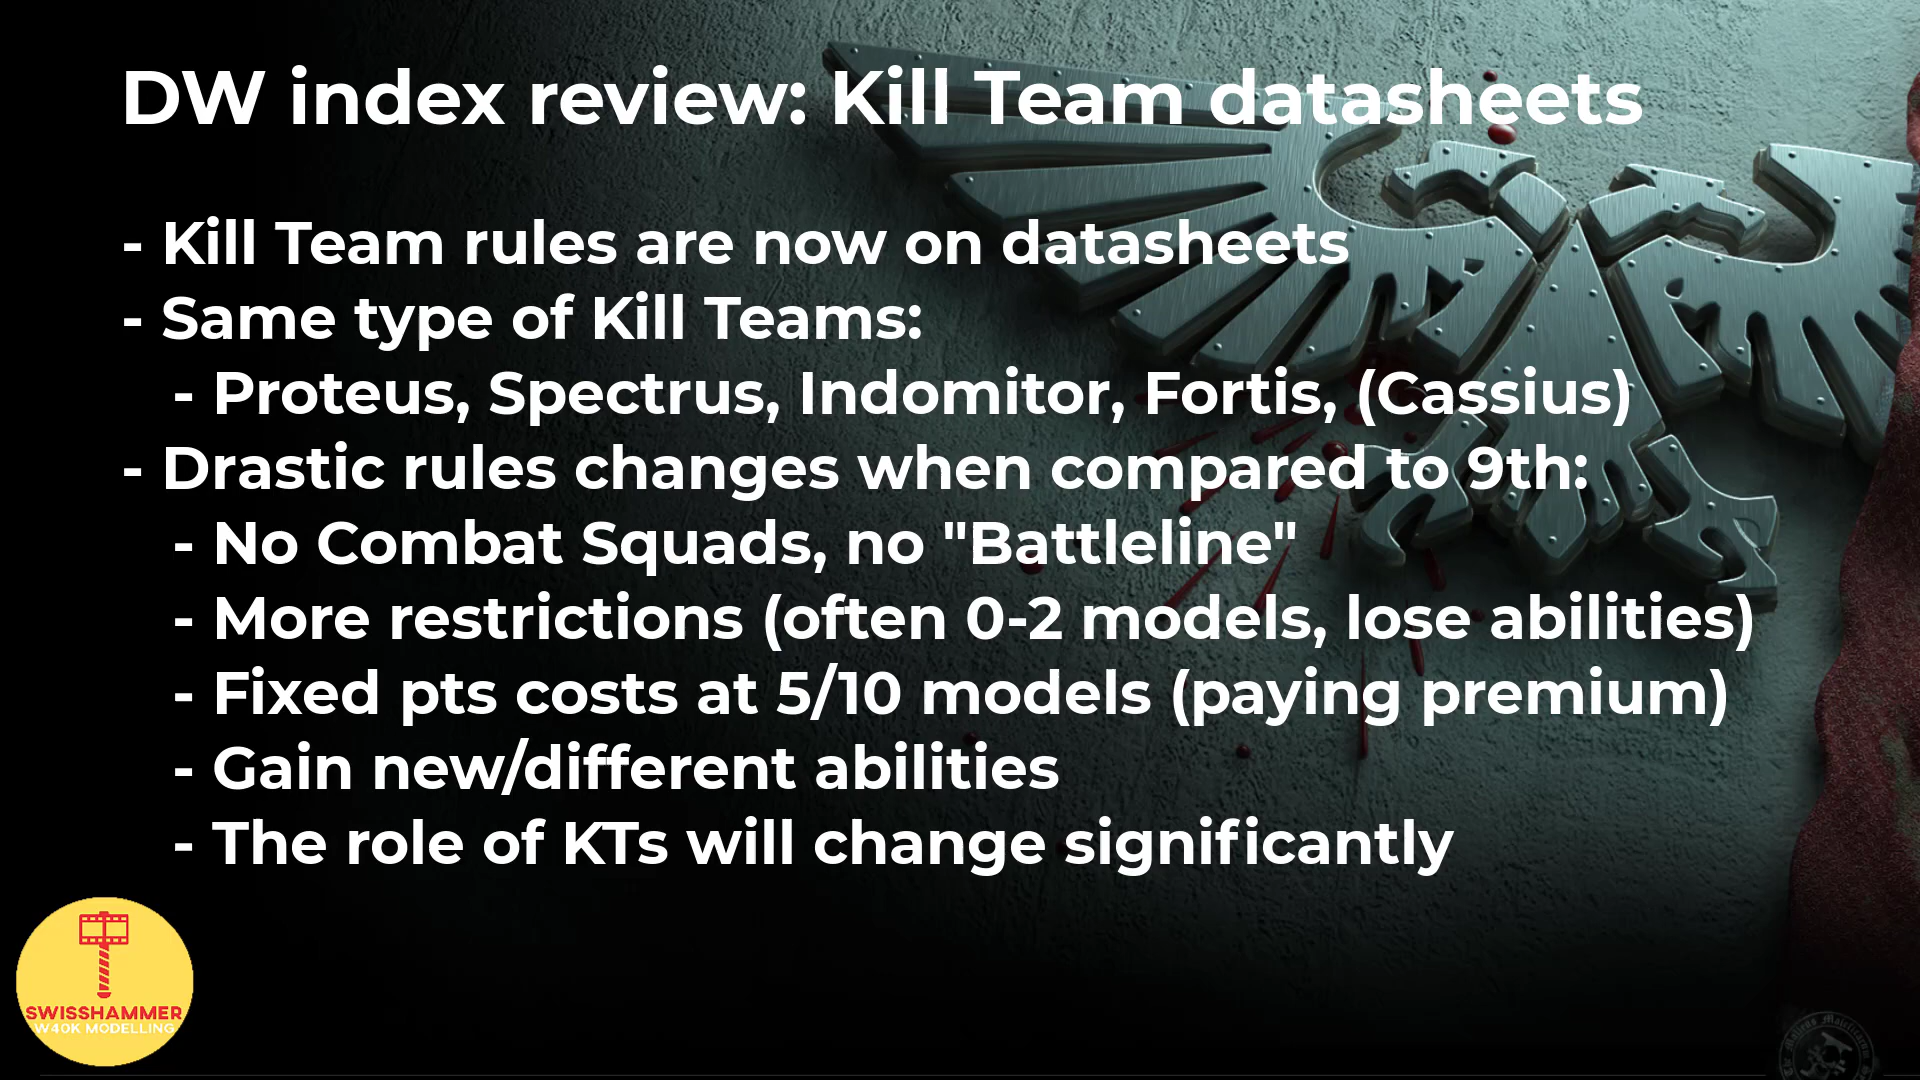 DW index review: Kill Team datasheets
- Kill Team rules are now on datasheets
- Same type of Kill Teams:
- Proteus, Spectrus, Indomitor, Fortis, (Cassius)
- Drastic rules changes when compared to 9th:
- No Combat Squads, no "Battleline"
- More restrictions (often 0-2 models, lose abilities)
- Fixed pts costs at 5/10 models (paying premium)
- Gain new/different abilities
- The role of KTs will change significantly
SWISSHAMMER
W40K MODELLING